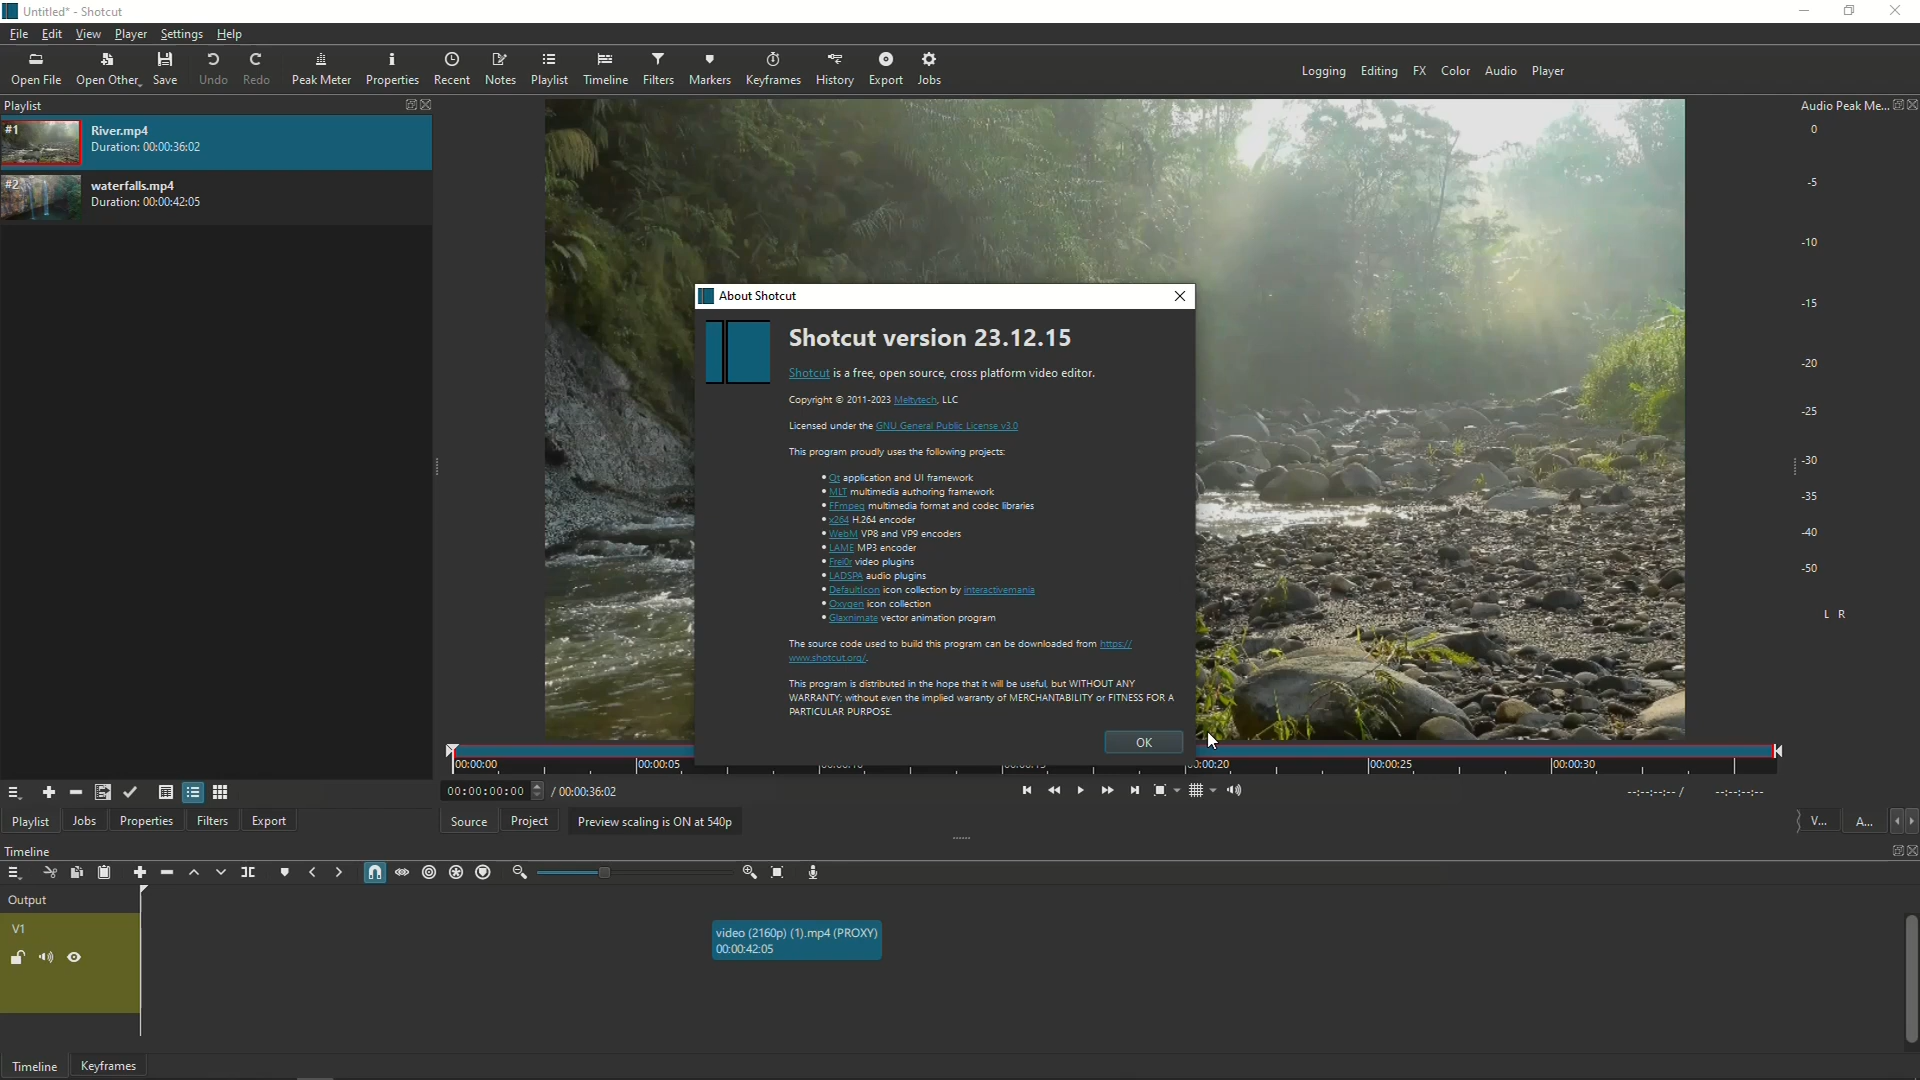 Untitled* - Shotcut
File Edit View Player Settings Help
Open File Open Other Save Undo Redo Peak Meter Properties Recent Notes Playlist Timeline Filters Markers Keyframes History Export Jobs
Logging Editing FX Color Audio Player
Playlist
#1 River.mp4
Duration: 00:00:36:02
#2 waterfalls.mp4
Duration: 00:00:42:05
Audio Peak Me...
0
-5
-10
-15
-20
-25
-30
-35
-40
-50
L R
About Shotcut
Shotcut version 23.12.15
Shotcut is a free, open source, cross platform video editor.
Copyright © 2011-2023 Meltytech, LLC
Licensed under the GNU General Public License v3.0
This program proudly uses the following projects:
• Qt application and UI framework
• MLT multimedia authoring framework
• FFmpeg multimedia format and codec libraries
• x264 H.264 encoder
• WebM VP8 and VP9 encoders
• LAME MP3 encoder
• Frei0r video plugins
• LADSPA audio plugins
• DefaultIcon icon collection by interactivemania
• Oxygen icon collection
• Glaxnimate vector animation program
The source code used to build this program can be downloaded from https://
www.shotcut.org/.
This program is distributed in the hope that it will be useful, but WITHOUT ANY
WARRANTY; without even the implied warranty of MERCHANTABILITY or FITNESS FOR A
PARTICULAR PURPOSE.
OK
00:00:00 00:00:05 00:00:25 00:00:30
00:00:00:00 / 00:00:36:02
--:--:--:-- / --:--:--:--
Playlist Jobs Properties Filters Export
Source Project Preview scaling is ON at 540p
V... A...
Timeline
Output
V1
video (2160p) (1).mp4 (PROXY)
00:00:42:05
Timeline Keyframes